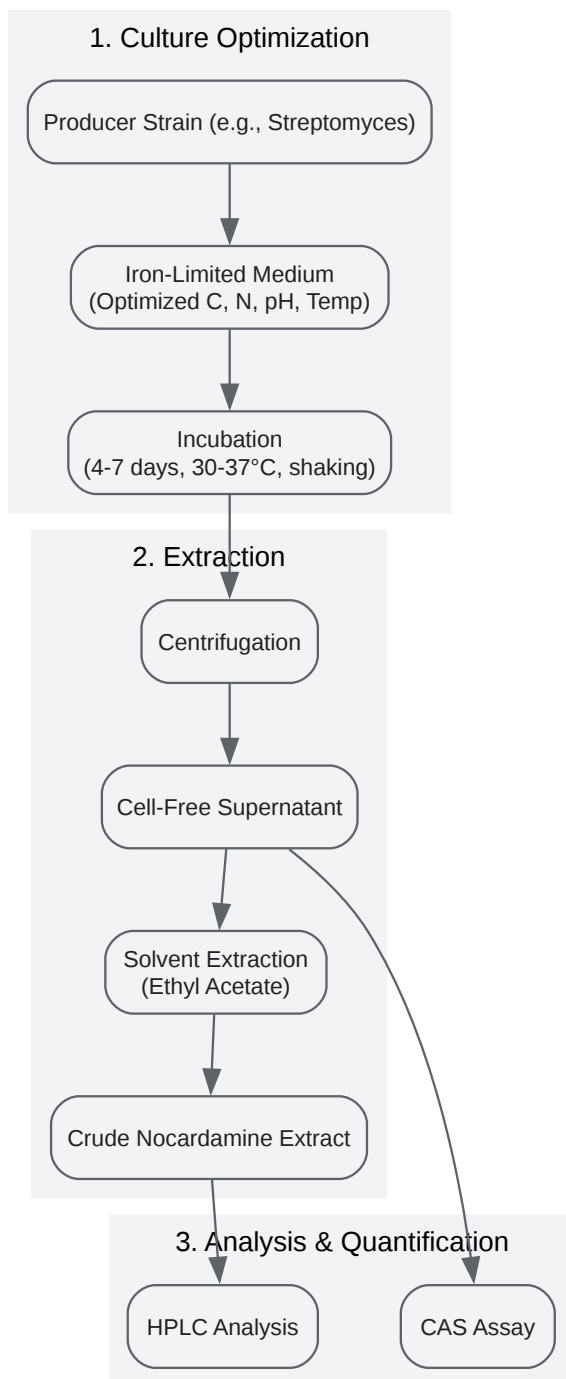 1. Culture Optimization
Producer Strain (e.g., Streptomyces)
Iron-Limited Medium
(Optimized C, N, pH, Temp)
Incubation
(4-7 days, 30-37°C, shaking)
2. Extraction
Centrifugation
Cell-Free Supernatant
Solvent Extraction
(Ethyl Acetate)
Crude Nocardamine Extract
3. Analysis & Quantification
HPLC Analysis
CAS Assay